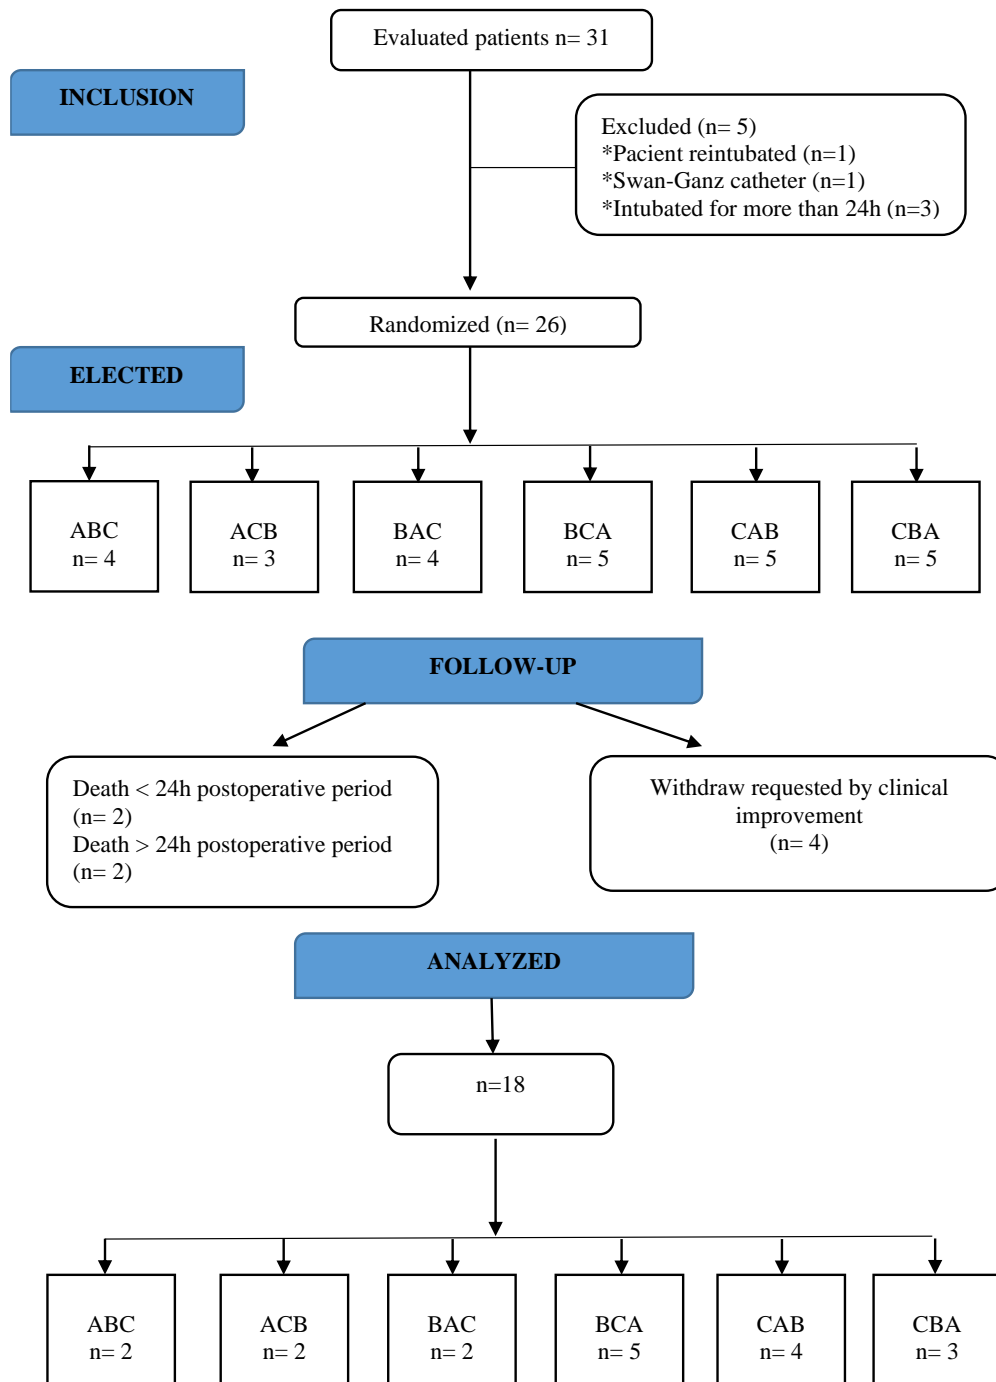 Evaluated patients n= 31
INCLUSION
Excluded (n= 5)
*Pacient reintubated (n=1)
*Swan-Ganz catheter (n=1)
*Intubated for more than 24h (n=3)
Randomized (n= 26)
ELECTED
ABC
n= 4
ACB
n= 3
BAC
n= 4
BCA
n= 5
CAB
n= 5
CBA
n= 5
FOLLOW-UP
Death < 24h postoperative period
(n= 2)
Death > 24h postoperative period
(n= 2)
Withdraw requested by clinical
improvement
(n= 4)
ANALYZED
n=18
ABC
n= 2
ACB
n= 2
BAC
n= 2
BCA
n= 5
CAB
n= 4
CBA
n= 3